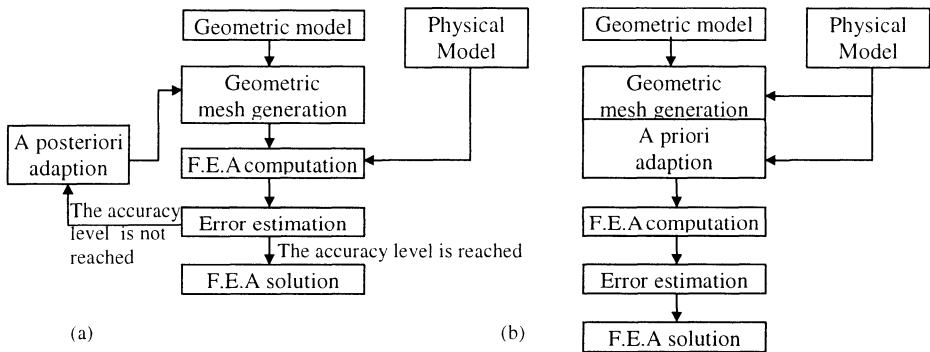 Geometric model
Physical
Model
Geometric
mesh generation
A posteriori
adaption
F.E.A computation
The accuracy
level is not
reached
Error estimation
The accuracy level is reached
F.E.A solution
(a)
Geometric model
Physical
Model
Geometric
mesh generation
A priori
adaption
F.E.A computation
Error estimation
F.E.A solution
(b)